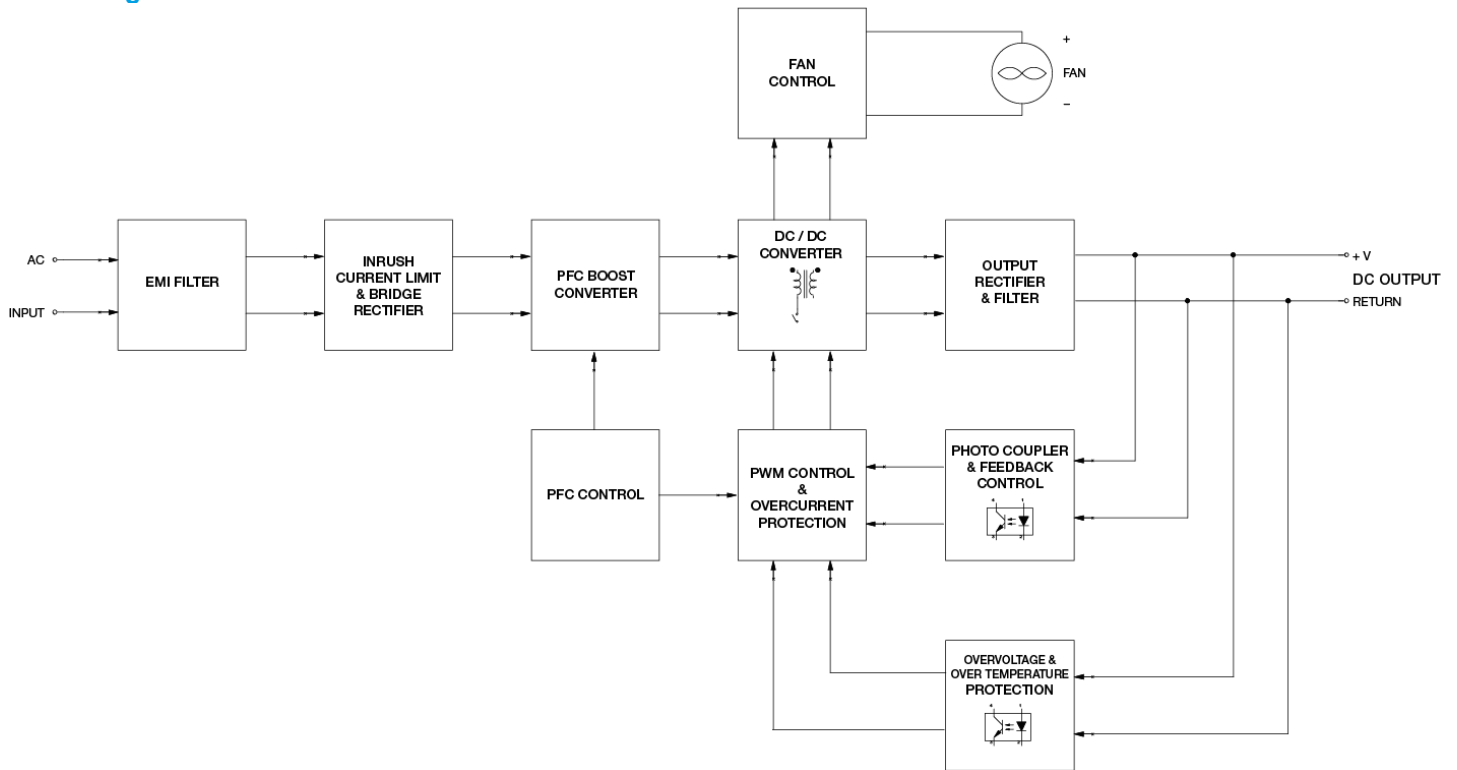 FAN
CONTROL
+
FAN
−
AC
INPUT
EMI FILTER
INRUSH
CURRENT LIMIT
& BRIDGE
RECTIFIER
PFC BOOST
CONVERTER
DC / DC
CONVERTER
OUTPUT
RECTIFIER
& FILTER
+ V
DC OUTPUT
RETURN
PFC CONTROL
PWM CONTROL
&
OVERCURRENT
PROTECTION
PHOTO COUPLER
& FEEDBACK
CONTROL
OVERVOLTAGE &
OVER TEMPERATURE
PROTECTION